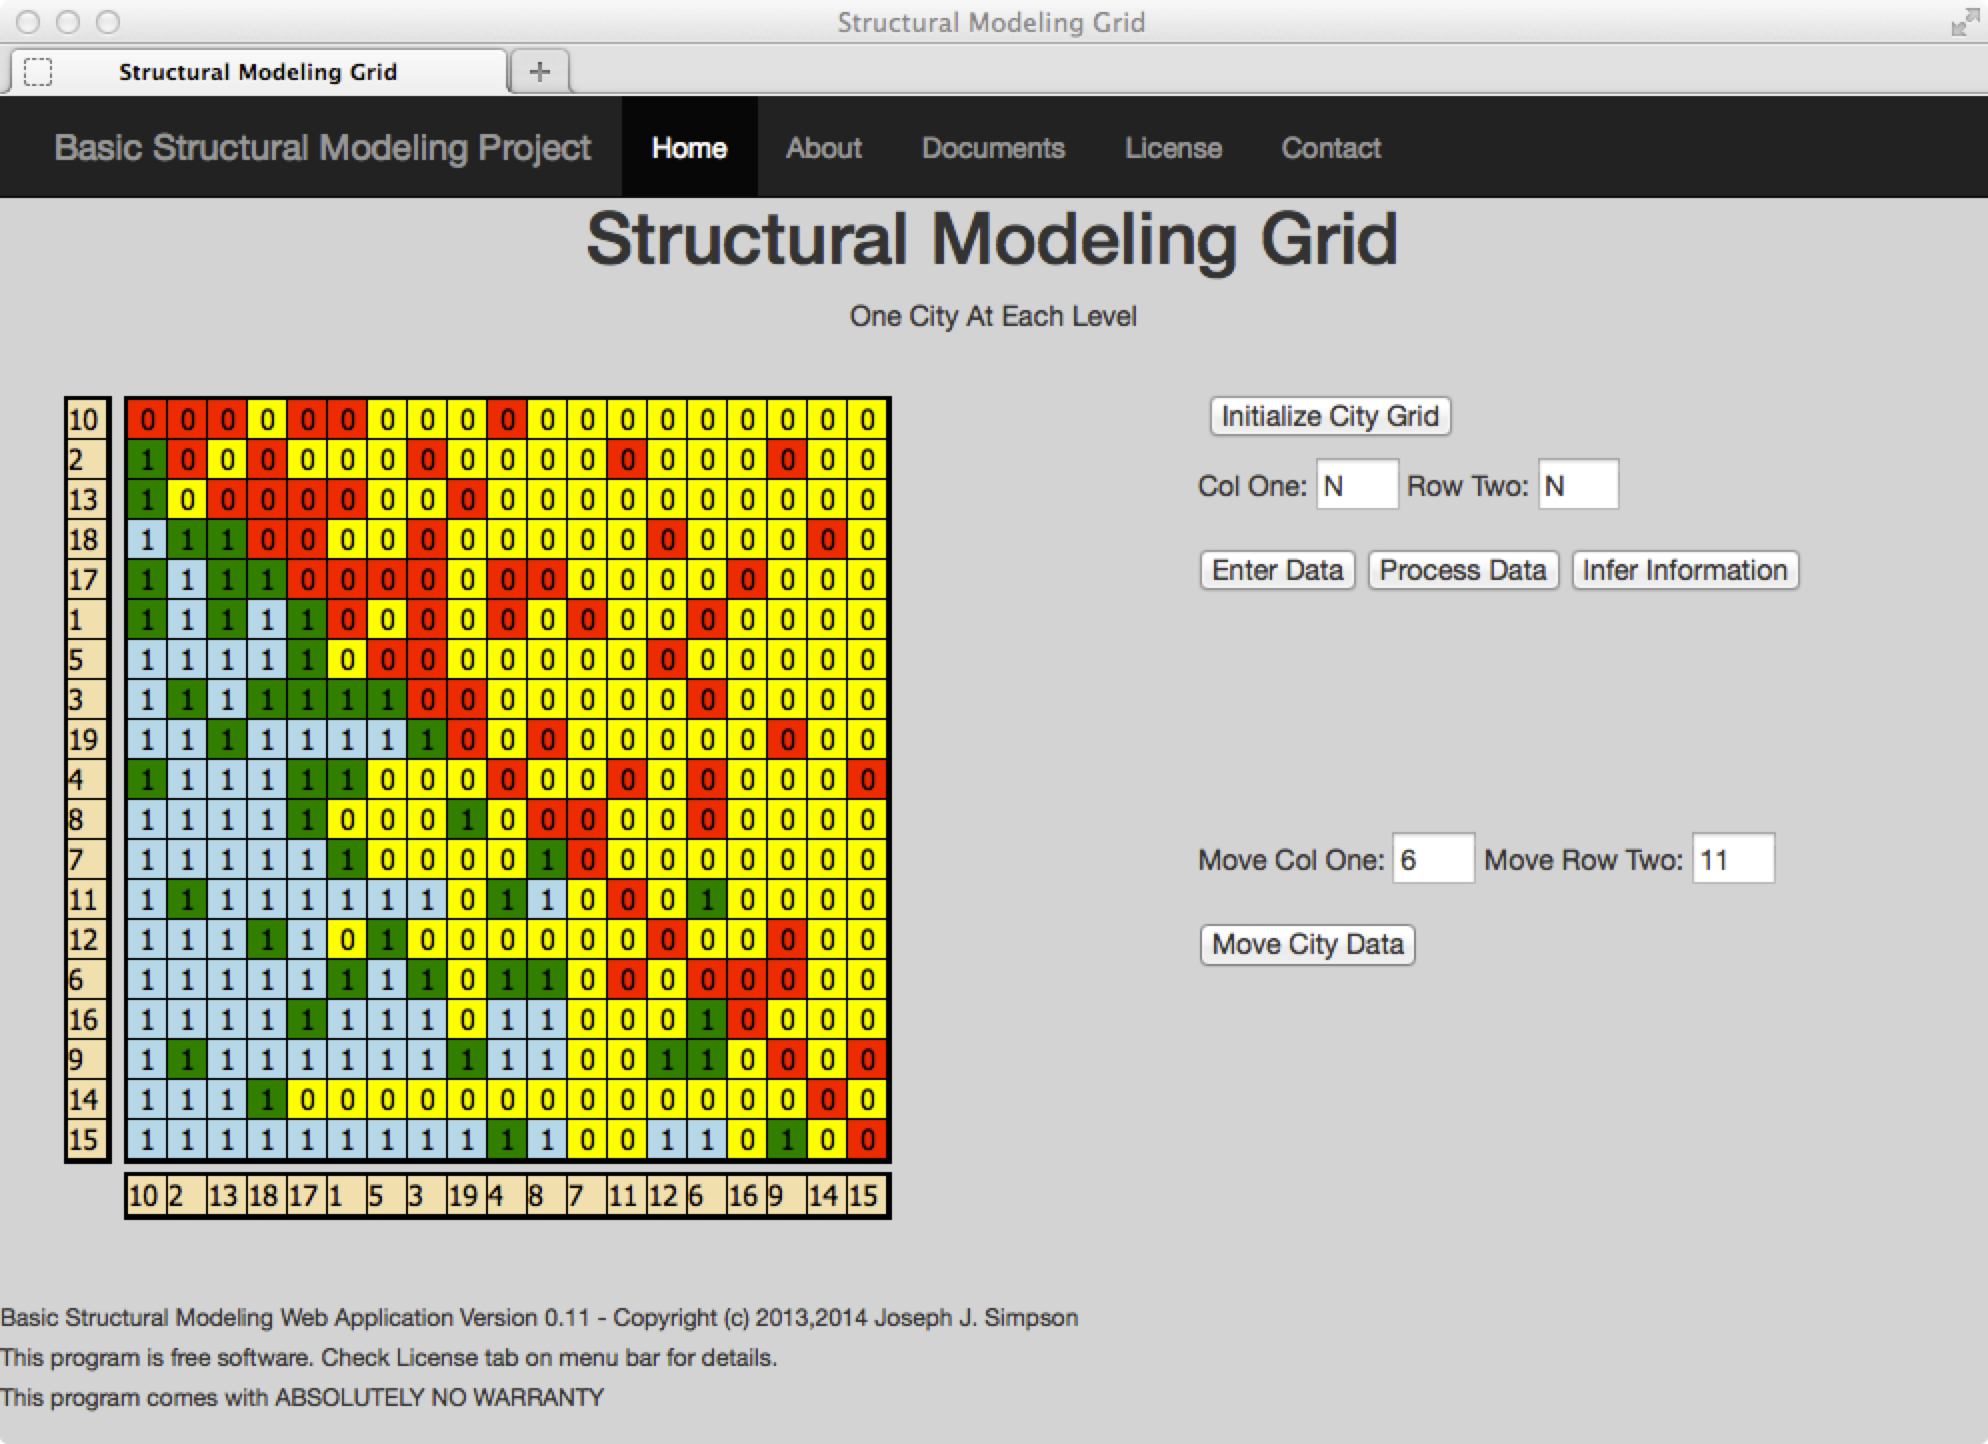 Structural Modeling Grid
Structural Modeling Grid +
Basic Structural Modeling Project Home About Documents License Contact
Structural Modeling Grid
One City At Each Level
10 0 0 0 0 0 0 0 0 0 0 0 0 0 0 0 0 0 0 0
2 1 0 0 0 0 0 0 0 0 0 0 0 0 0 0 0 0 0 0
13 1 0 0 0 0 0 0 0 0 0 0 0 0 0 0 0 0 0 0
18 1 1 1 0 0 0 0 0 0 0 0 0 0 0 0 0 0 0 0
17 1 1 1 1 0 0 0 0 0 0 0 0 0 0 0 0 0 0 0
1 1 1 1 1 1 0 0 0 0 0 0 0 0 0 0 0 0 0 0
5 1 1 1 1 1 0 0 0 0 0 0 0 0 0 0 0 0 0 0
3 1 1 1 1 1 1 1 0 0 0 0 0 0 0 0 0 0 0 0
19 1 1 1 1 1 1 1 1 0 0 0 0 0 0 0 0 0 0 0
4 1 1 1 1 1 1 0 0 0 0 0 0 0 0 0 0 0 0 0
8 1 1 1 1 1 0 0 0 1 0 0 0 0 0 0 0 0 0 0
7 1 1 1 1 1 1 0 0 0 0 1 0 0 0 0 0 0 0 0
11 1 1 1 1 1 1 1 1 0 1 1 0 0 0 1 0 0 0 0
12 1 1 1 1 1 0 1 0 0 0 0 0 0 0 0 0 0 0 0
6 1 1 1 1 1 1 1 1 0 1 1 0 0 0 0 0 0 0 0
16 1 1 1 1 1 1 1 1 0 1 1 0 0 0 1 0 0 0 0
9 1 1 1 1 1 1 1 1 1 1 1 0 0 1 1 0 0 0 0
14 1 1 1 1 0 0 0 0 0 0 0 0 0 0 0 0 0 0 0
15 1 1 1 1 1 1 1 1 1 1 1 0 0 1 1 0 1 0 0
10 2 13 18 17 1 5 3 19 4 8 7 11 12 6 16 9 14 15
Initialize City Grid
Col One: N Row Two: N
Enter Data Process Data Infer Information
Move Col One: 6 Move Row Two: 11
Move City Data
Basic Structural Modeling Web Application Version 0.11 - Copyright (c) 2013,2014 Joseph J. Simpson
This program is free software. Check License tab on menu bar for details.
This program comes with ABSOLUTELY NO WARRANTY